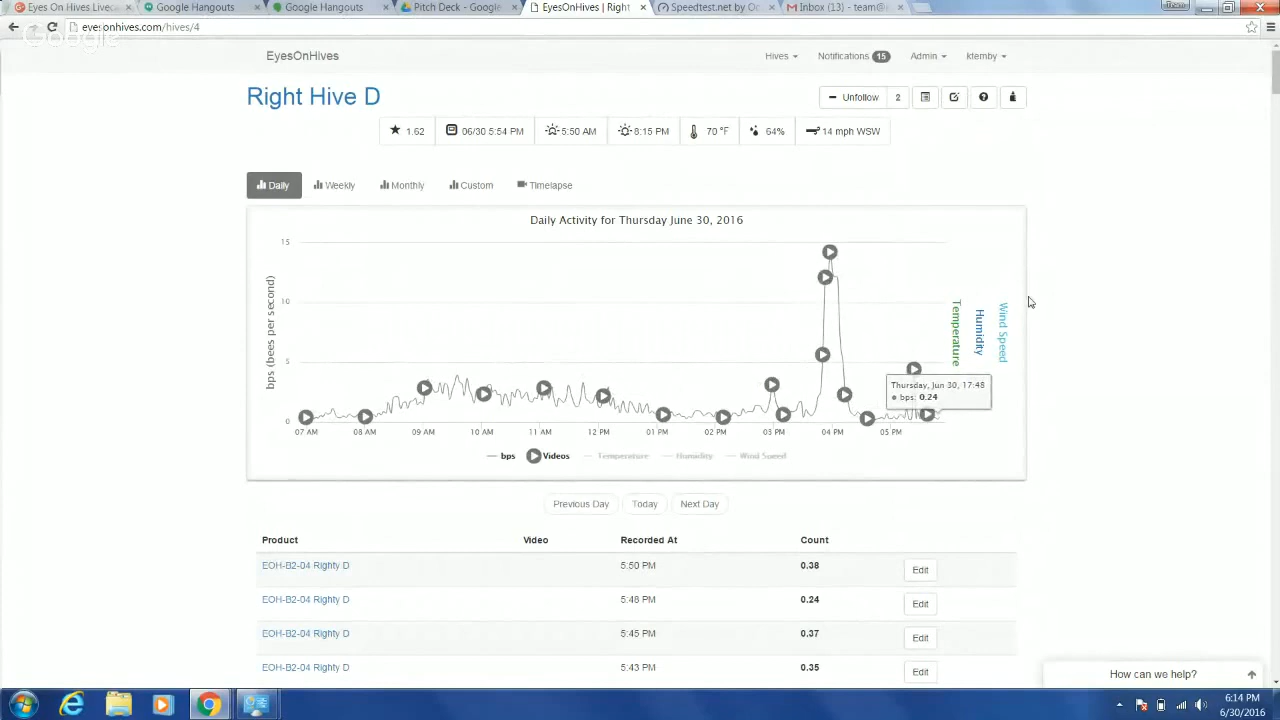 Eyes On Hives Livec
Google Hangouts
Google Hangouts
Pitch Deck - Google
EyesOnHives | Right
Speedtest.net by Oo
Inbox (13) - team@
eyesonhives.com/hives/4
Google
EyesOnHives
Hives
Notifications 15
Admin
ktemby
Right Hive D
Unfollow 2
1.62
06/30 5:54 PM
5:50 AM
8:15 PM
70 °F
64%
14 mph WSW
Daily
Weekly
Monthly
Custom
Timelapse
Daily Activity for Thursday June 30, 2016
bps (bees per second)
15
10
5
0
Temperature
Humidity
Wind Speed
Thursday, Jun 30, 17:48
bps: 0.24
07 AM 08 AM 09 AM 10 AM 11 AM 12 PM 01 PM 02 PM 03 PM 04 PM 05 PM
bps Videos Temperature Humidity Wind Speed
Previous Day Today Next Day
Product Video Recorded At Count
EOH-B2-04 Righty D 5:50 PM 0.38 Edit
EOH-B2-04 Righty D 5:48 PM 0.24 Edit
EOH-B2-04 Righty D 5:45 PM 0.37 Edit
EOH-B2-04 Righty D 5:43 PM 0.35 Edit
How can we help?
6:14 PM
6/30/2016